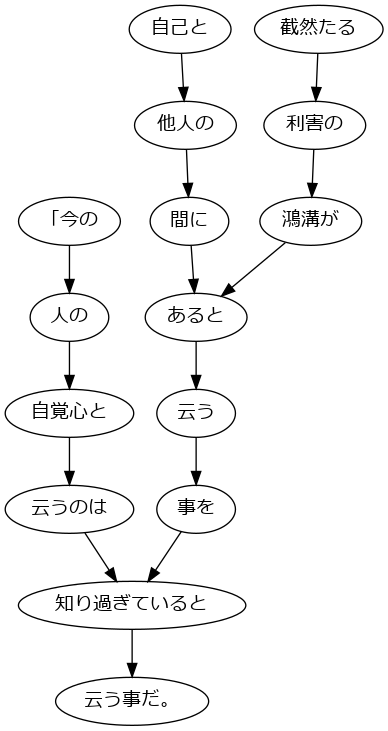 自己と
截然たる
他人の
利害の
「今の
間に
鴻溝が
人の
あると
自覚心と
云う
云うのは
事を
知り過ぎていると
云う事だ。